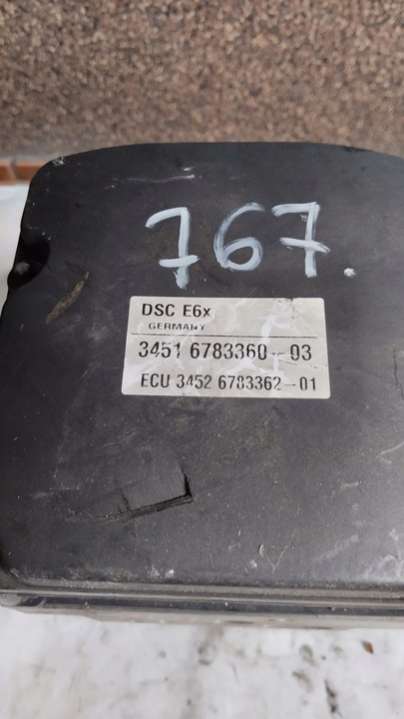 767.
DSC E6x
GERMANY
3451 6783360-03
ECU 3452 6783362-01